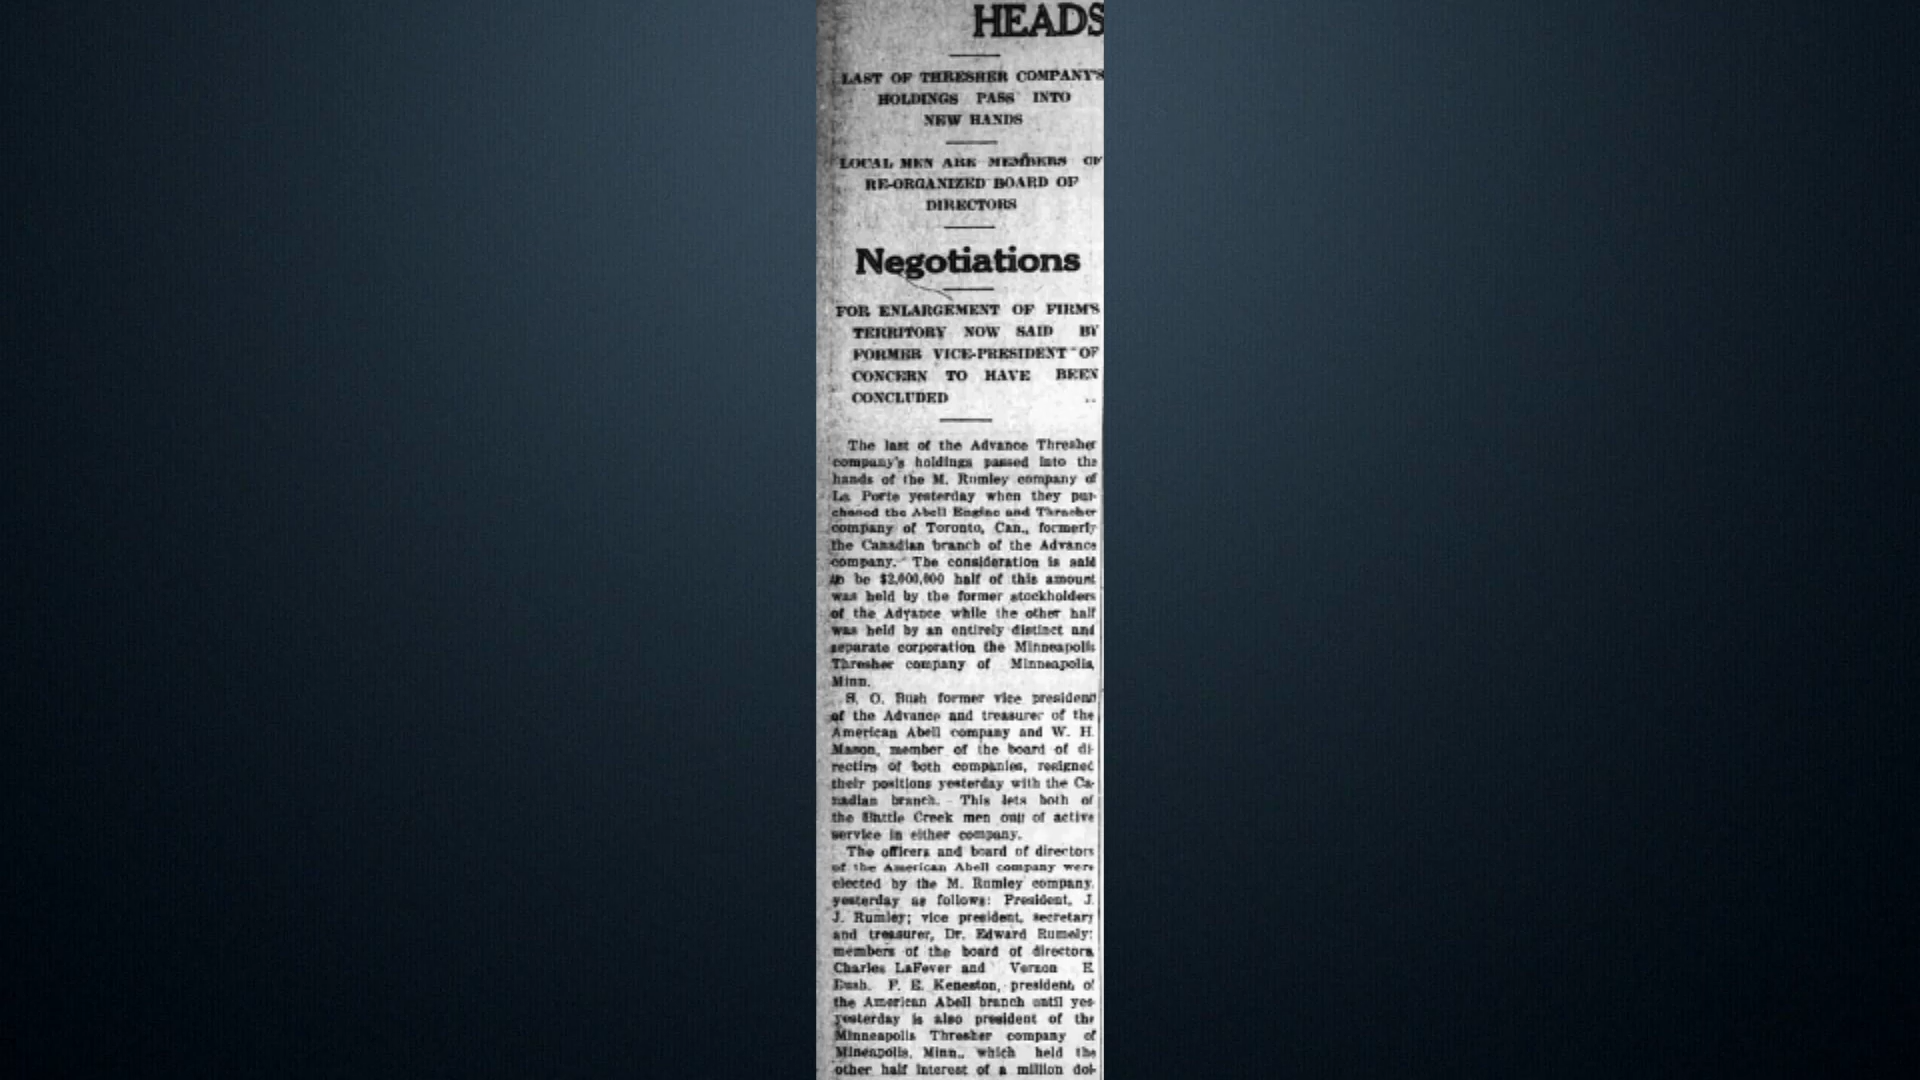 HEADS
LAST OF THRESHER COMPANY'S
HOLDINGS PASS INTO
NEW HANDS
LOCAL MEN ARE MEMBERS OF
RE-ORGANIZED BOARD OF
DIRECTORS
Negotiations
FOR ENLARGEMENT OF FIRM'S
TERRITORY NOW SAID BY
FORMER VICE-PRESIDENT OF
CONCERN TO HAVE BEEN
CONCLUDED ..
The last of the Advance Thresher
company's holdings passed into the
hands of the M. Rumley company of
La Porte yesterday when they pur-
chased the Abell Engine and Thresher
company of Toronto, Can., formerly
the Canadian branch of the Advance
company. The consideration is said
to be $2,000,000 half of this amount
was held by the former stockholders
of the Advance while the other half
was held by an entirely distinct and
separate corporation the Minneapolis
Thresher company of Minneapolis,
Minn.
S. O. Bush former vice president
of the Advance and treasurer of the
American Abell company and W. H.
Mason, member of the board of di-
rectirs of both companies, resigned
their positions yesterday with the Ca-
nadian branch. This lets both of
the Battle Creek men out of active
service in either company.
The officers and board of directors
of the American Abell company were
elected by the M. Rumley company,
yesterday as follows: President, J.
J. Rumley; vice president, secretary
and treasurer, Dr. Edward Rumely;
members of the board of directors,
Charles LaFever and Vernon E.
Bush. F. E. Keneston, president of
the American Abell branch until yes-
yesterday is also president of the
Minneapolis Thresher company of
Mineapolis, Minn., which held the
other half interest of a million dol-